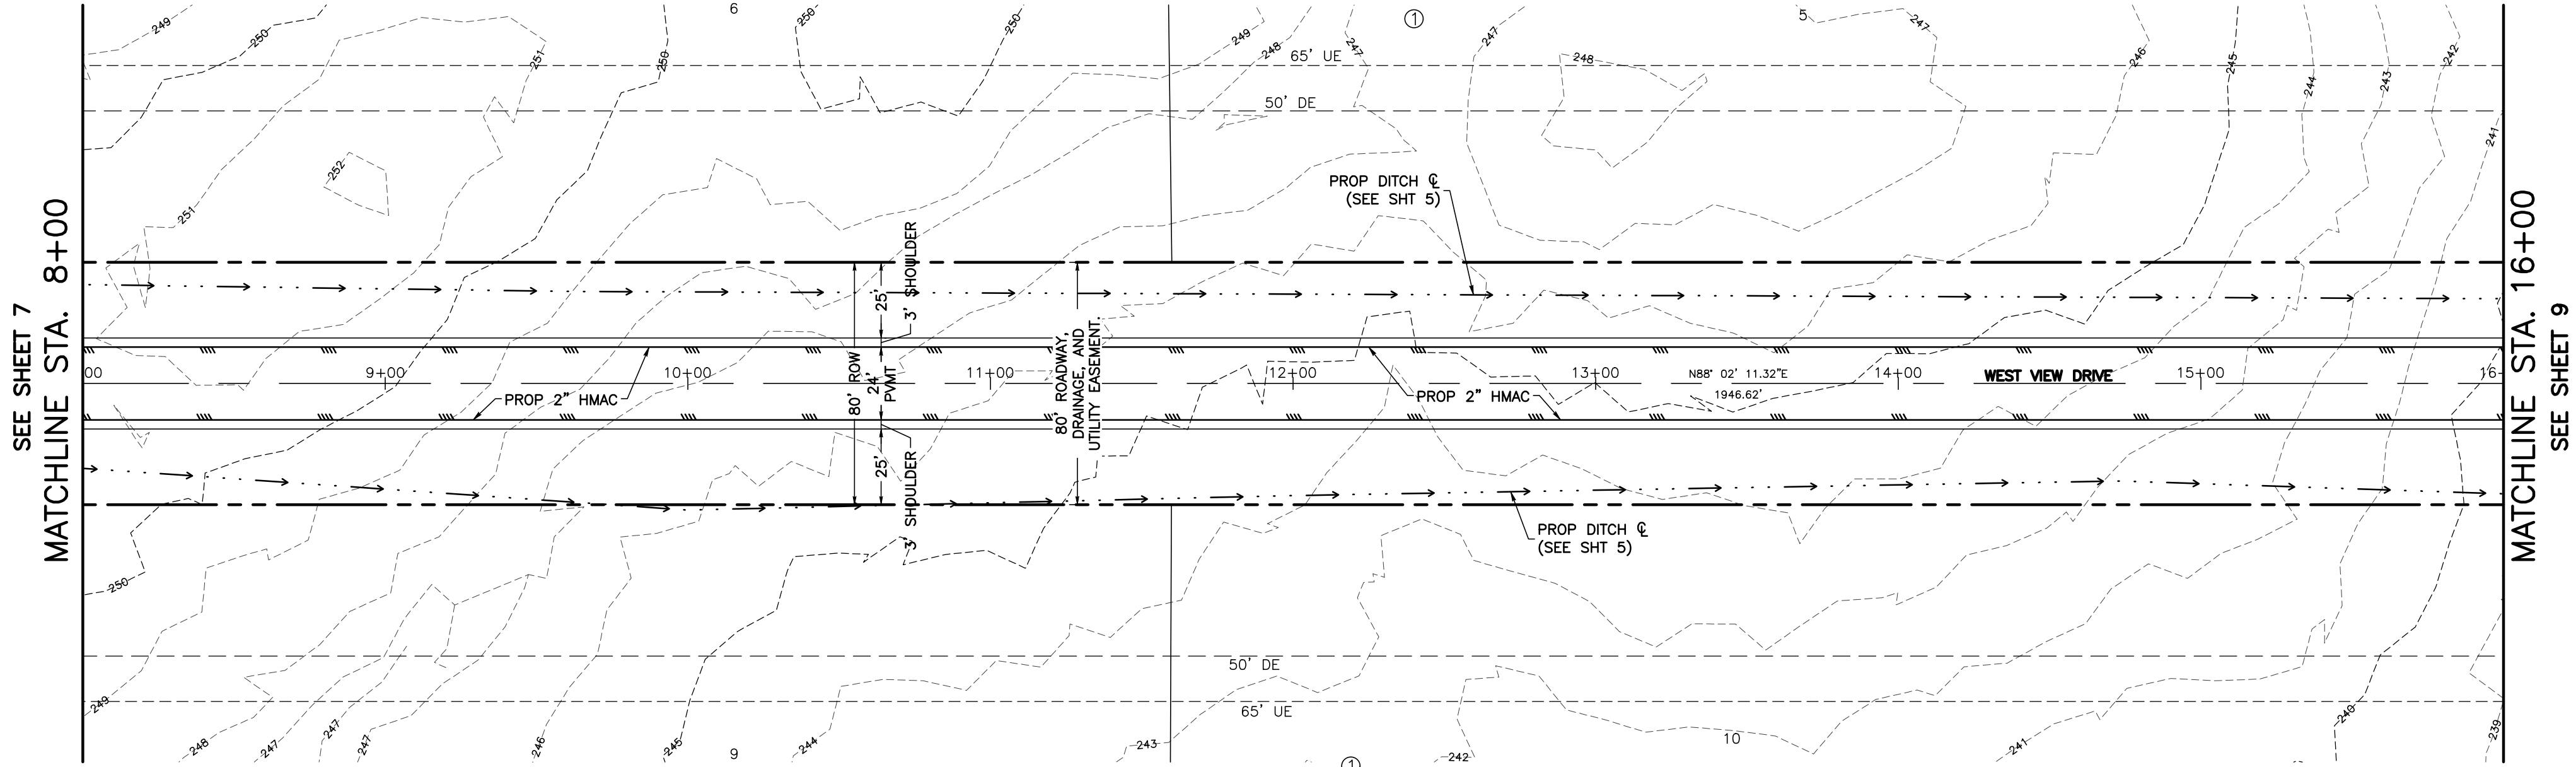 SEE SHEET 7
MATCHLINE STA. 8+00
249
250
6
250
250
249
248
65' UE
247
1
247
5
247
246
245
244
243
242
251
250
248
50' DE
241
252
251
PROP DITCH ℄
(SEE SHT 5)
3' SHOULDER
25'
00
9+00
10+00
11+00
12+00
13+00
N88° 02' 11.32"E
1946.62'
14+00
WEST VIEW DRIVE
15+00
16
PROP 2" HMAC
80' ROW
24'
PVMT
80' ROADWAY,
DRAINAGE, AND
UTILITY EASEMENT.
PROP 2" HMAC
25'
3' SHOULDER
PROP DITCH ℄
(SEE SHT 5)
250
50' DE
65' UE
249
248
247
247
247
246
245
9
244
243
1
242
10
241
240
239
MATCHLINE STA. 16+00
SEE SHEET 9